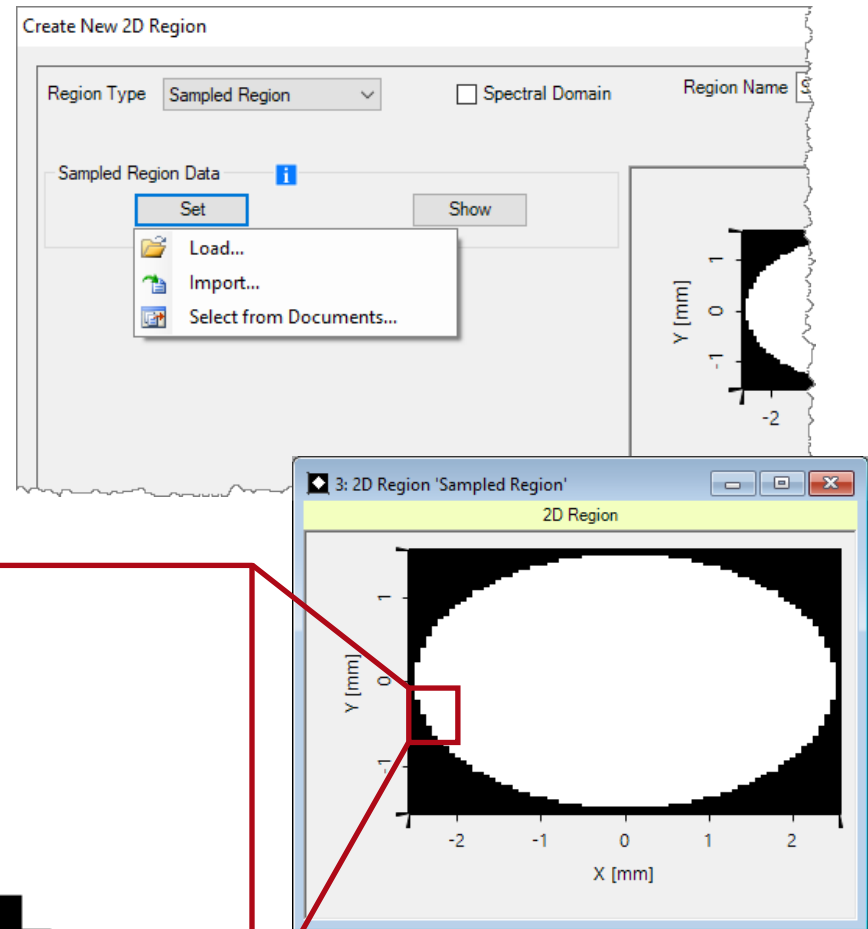 Create New 2D Region
Region Type Sampled Region Spectral Domain Region Name
Sampled Region Data i
Set Show
Load...
Import...
Select from Documents...
1
0
-1
Y [mm]
-2
3: 2D Region 'Sampled Region'
2D Region
1
0
-1
Y [mm]
-2 -1 0 1 2
X [mm]